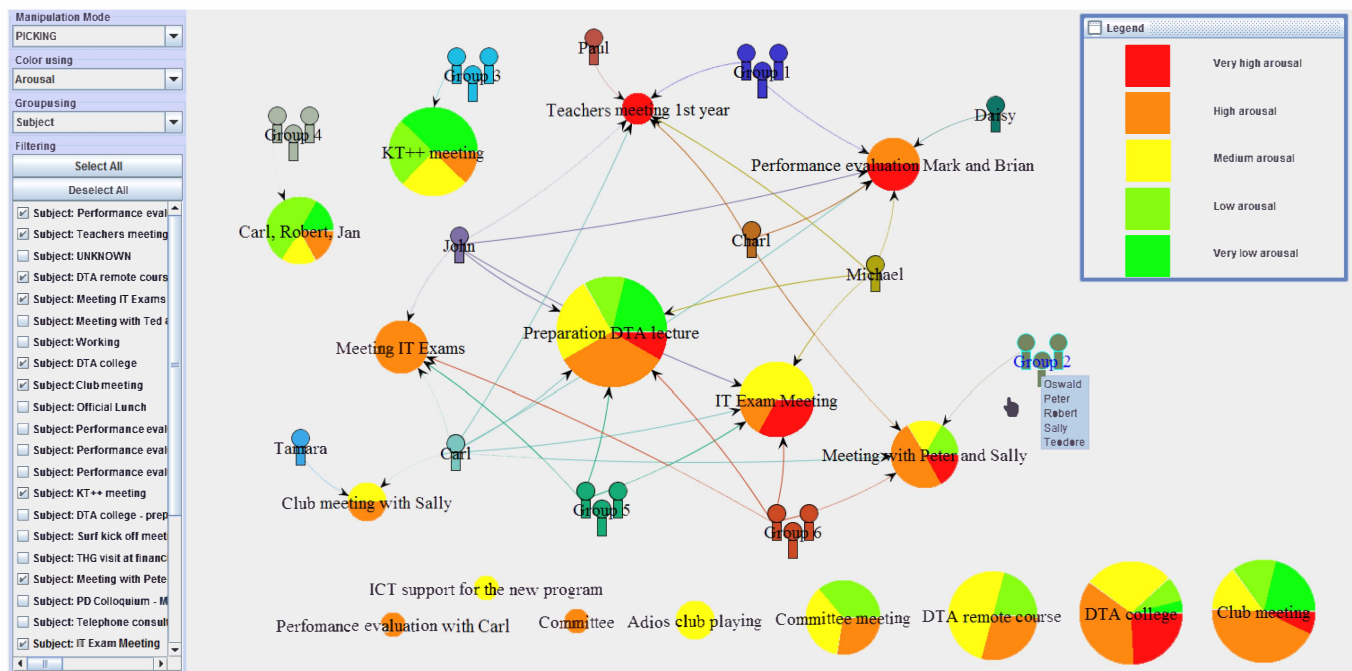 Manipulation Mode
PICKING
Color using
Arousal
Groupusing
Subject
Filtering
Select All
Deselect All
Subject: Performance eval
Subject: Teachers meeting
Subject: UNKNOWN
Subject: DTA remote cours
Subject: Meeting IT Exams
Subject: Meeting with Ted a
Subject: Working
Subject: DTA college
Subject: Club meeting
Subject: Official Lunch
Subject: Performance eval
Subject: Performance eval
Subject: Performance eval
Subject: KT++ meeting
Subject: DTA college - prep
Subject: Surf kick off meeti
Subject: THG visit at financ
Subject: Meeting with Pete
Subject: PD Colloquium - M
Subject: Telephone consult
Subject: IT Exam Meeting
Paul
Group 3
Group 1
Teachers meeting 1st year
Daisy
Group 4
KT++ meeting
Performance evaluation Mark and Brian
Carl, Robert, Jan
John
Charl
Michael
Preparation DTA lecture
Meeting IT Exams
Group 2
Oswald
Peter
Robert
Sally
Teodore
IT Exam Meeting
Tamara
Carl
Meeting with Peter and Sally
Club meeting with Sally
Group 5
Group 6
ICT support for the new program
Perfomance evaluation with Carl
Committee
Adios club playing
Committee meeting
DTA remote course
DTA college
Club meeting
Legend
Very high arousal
High arousal
Medium arousal
Low arousal
Very low arousal